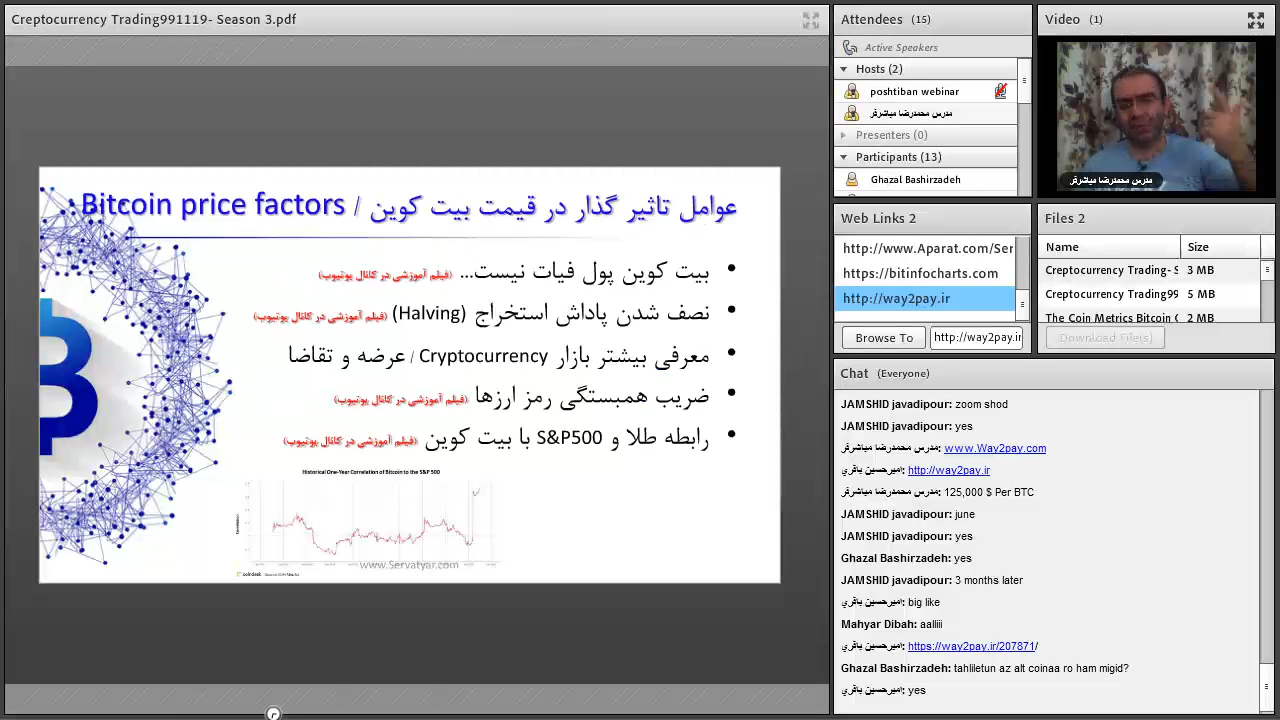 Creptocurrency Trading991119- Season 3.pdf
عوامل تاثیر گذار در قیمت بیت کوین / Bitcoin price factors
• بیت کوین پول فیات نیست... (فیلم آموزشی در کانال یوتیوب)
• نصف شدن پاداش استخراج (Halving) (فیلم آموزشی در کانال یوتیوب)
• معرفی بیشتر بازار Cryptocurrency / عرضه و تقاضا
• ضریب همبستگی رمز ارزها (فیلم آموزشی در کانال یوتیوب)
• رابطه طلا و S&P500 با بیت کوین (فیلم آموزشی در کانال یوتیوب)
Historical One-Year Correlation of Bitcoin to the S&P 500
www.Servatyar.com
coindesk
Attendees (15)
Active Speakers
Hosts (2)
poshtiban webinar
مدرس محمدرضا مباشرفر
Presenters (0)
Participants (13)
Ghazal Bashirzadeh
Video (1)
مدرس محمدرضا مباشرفر
Web Links 2
http://www.Aparat.com/Ser
https://bitinfocharts.com
http://way2pay.ir
Browse To
http://way2pay.ir
Files 2
Name Size
Creptocurrency Trading- S 3 MB
Creptocurrency Trading99 5 MB
The Coin Metrics Bitcoin ( 2 MB
Download File(s)
Chat (Everyone)
JAMSHID javadipour: zoom shod
JAMSHID javadipour: yes
مدرس محمدرضا مباشرفر: www.Way2pay.com
امیرحسین باقري: http://way2pay.ir
مدرس محمدرضا مباشرفر: 125,000 $ Per BTC
JAMSHID javadipour: june
JAMSHID javadipour: yes
Ghazal Bashirzadeh: yes
JAMSHID javadipour: 3 months later
امیرحسین باقري: big like
Mahyar Dibah: aalliii
امیرحسین باقري: https://way2pay.ir/207871/
Ghazal Bashirzadeh: tahliletun az alt coinaa ro ham migid?
امیرحسین باقري: yes